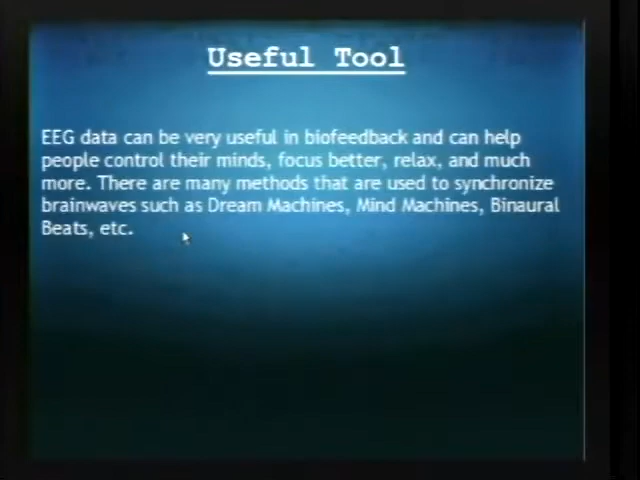 Useful Tool
EEG data can be very useful in biofeedback and can help
people control their minds, focus better, relax, and much
more. There are many methods that are used to synchronize
brainwaves such as Dream Machines, Mind Machines, Binaural
Beats, etc.